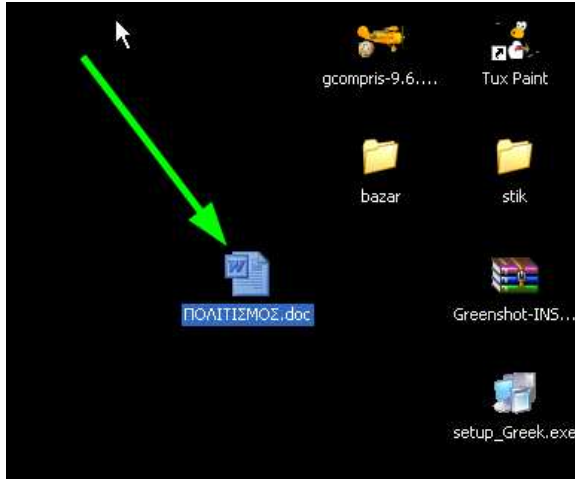 gcompris-9.6....
Tux Paint
bazar
stik
ΠΟΛΙΤΙΣΜΟΣ.doc
Greenshot-INS...
setup_Greek.exe